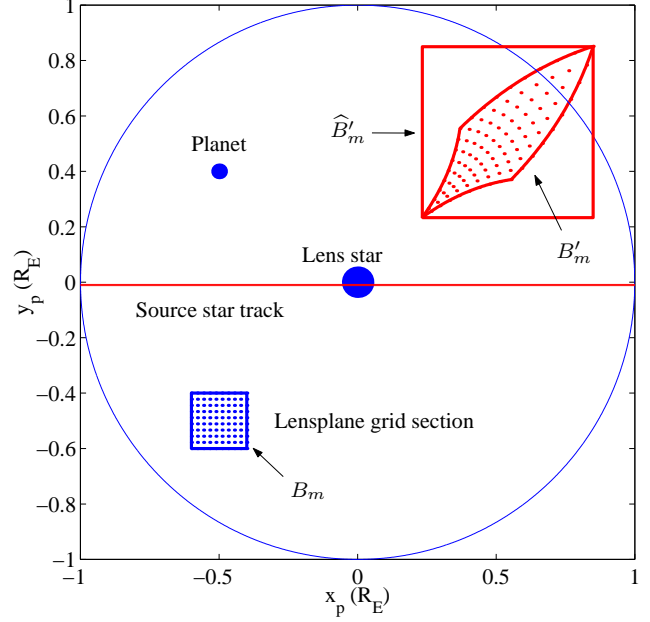 1
0.8
0.6
0.4
0.2
0
−0.2
−0.4
−0.6
−0.8
−1
y_p (R_E)
Planet
Lens star
Source star track
Lensplane grid section
B_m
B̂′_m
B′_m
−1
−0.5
0
0.5
1
x_p (R_E)